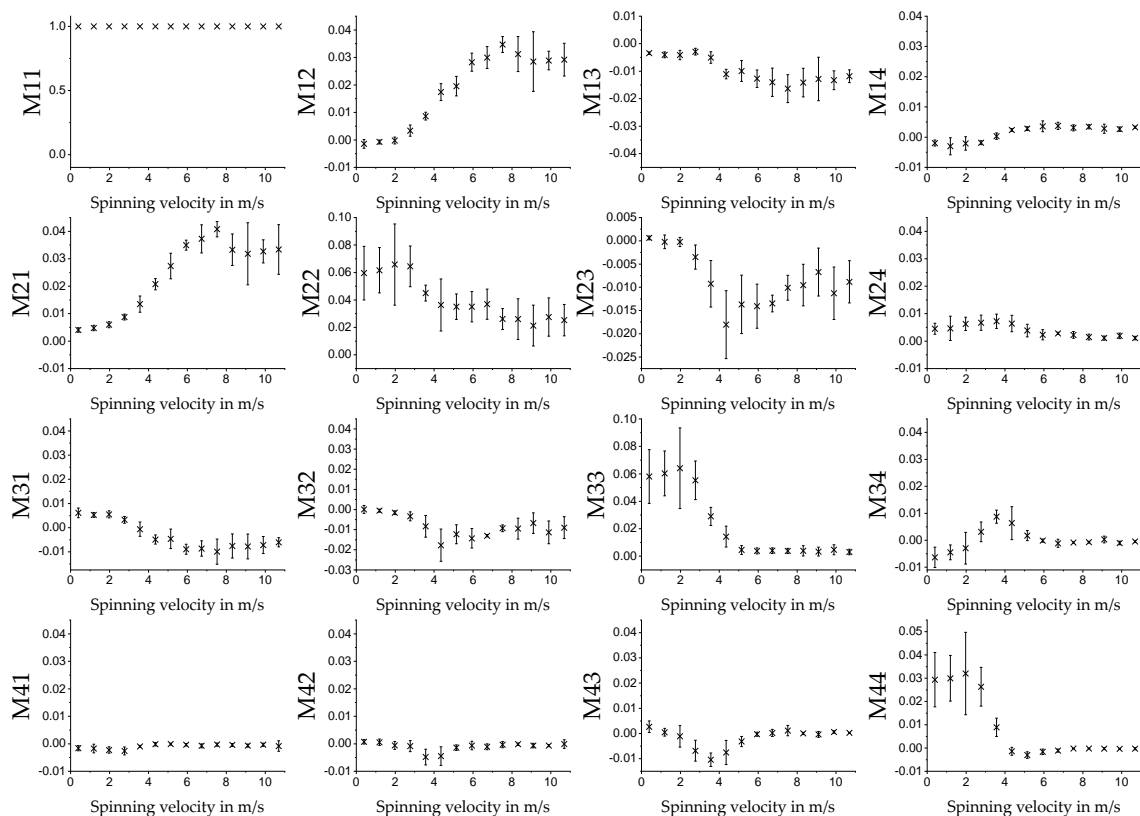 M11
1.0
0.5
0.0
0 2 4 6 8 10
Spinning velocity in m/s
M12
0.04
0.03
0.02
0.01
0.00
-0.01
0 2 4 6 8 10
Spinning velocity in m/s
M13
0.01
-0.00
-0.01
-0.02
-0.03
-0.04
0 2 4 6 8 10
Spinning velocity in m/s
M14
0.04
0.03
0.02
0.01
0.00
-0.01
0 2 4 6 8 10
Spinning velocity in m/s
M21
0.04
0.03
0.02
0.01
0.00
-0.01
0 2 4 6 8 10
Spinning velocity in m/s
M22
0.10
0.08
0.06
0.04
0.02
0.00
0 2 4 6 8 10
Spinning velocity in m/s
M23
0.005
-0.000
-0.005
-0.010
-0.015
-0.020
-0.025
0 2 4 6 8 10
Spinning velocity in m/s
M24
0.04
0.03
0.02
0.01
0.00
-0.01
0 2 4 6 8 10
Spinning velocity in m/s
M31
0.04
0.03
0.02
0.01
0.00
-0.01
0 2 4 6 8 10
Spinning velocity in m/s
M32
0.04
0.03
0.02
0.01
0.00
-0.01
-0.02
-0.03
0 2 4 6 8 10
Spinning velocity in m/s
M33
0.10
0.08
0.06
0.04
0.02
0.00
0 2 4 6 8 10
Spinning velocity in m/s
M34
0.04
0.03
0.02
0.01
0.00
-0.01
0 2 4 6 8 10
Spinning velocity in m/s
M41
0.04
0.03
0.02
0.01
0.00
-0.01
0 2 4 6 8 10
Spinning velocity in m/s
M42
0.04
0.03
0.02
0.01
0.00
-0.01
0 2 4 6 8 10
Spinning velocity in m/s
M43
0.04
0.03
0.02
0.01
0.00
-0.01
0 2 4 6 8 10
Spinning velocity in m/s
M44
0.05
0.04
0.03
0.02
0.01
0.00
-0.01
0 2 4 6 8 10
Spinning velocity in m/s